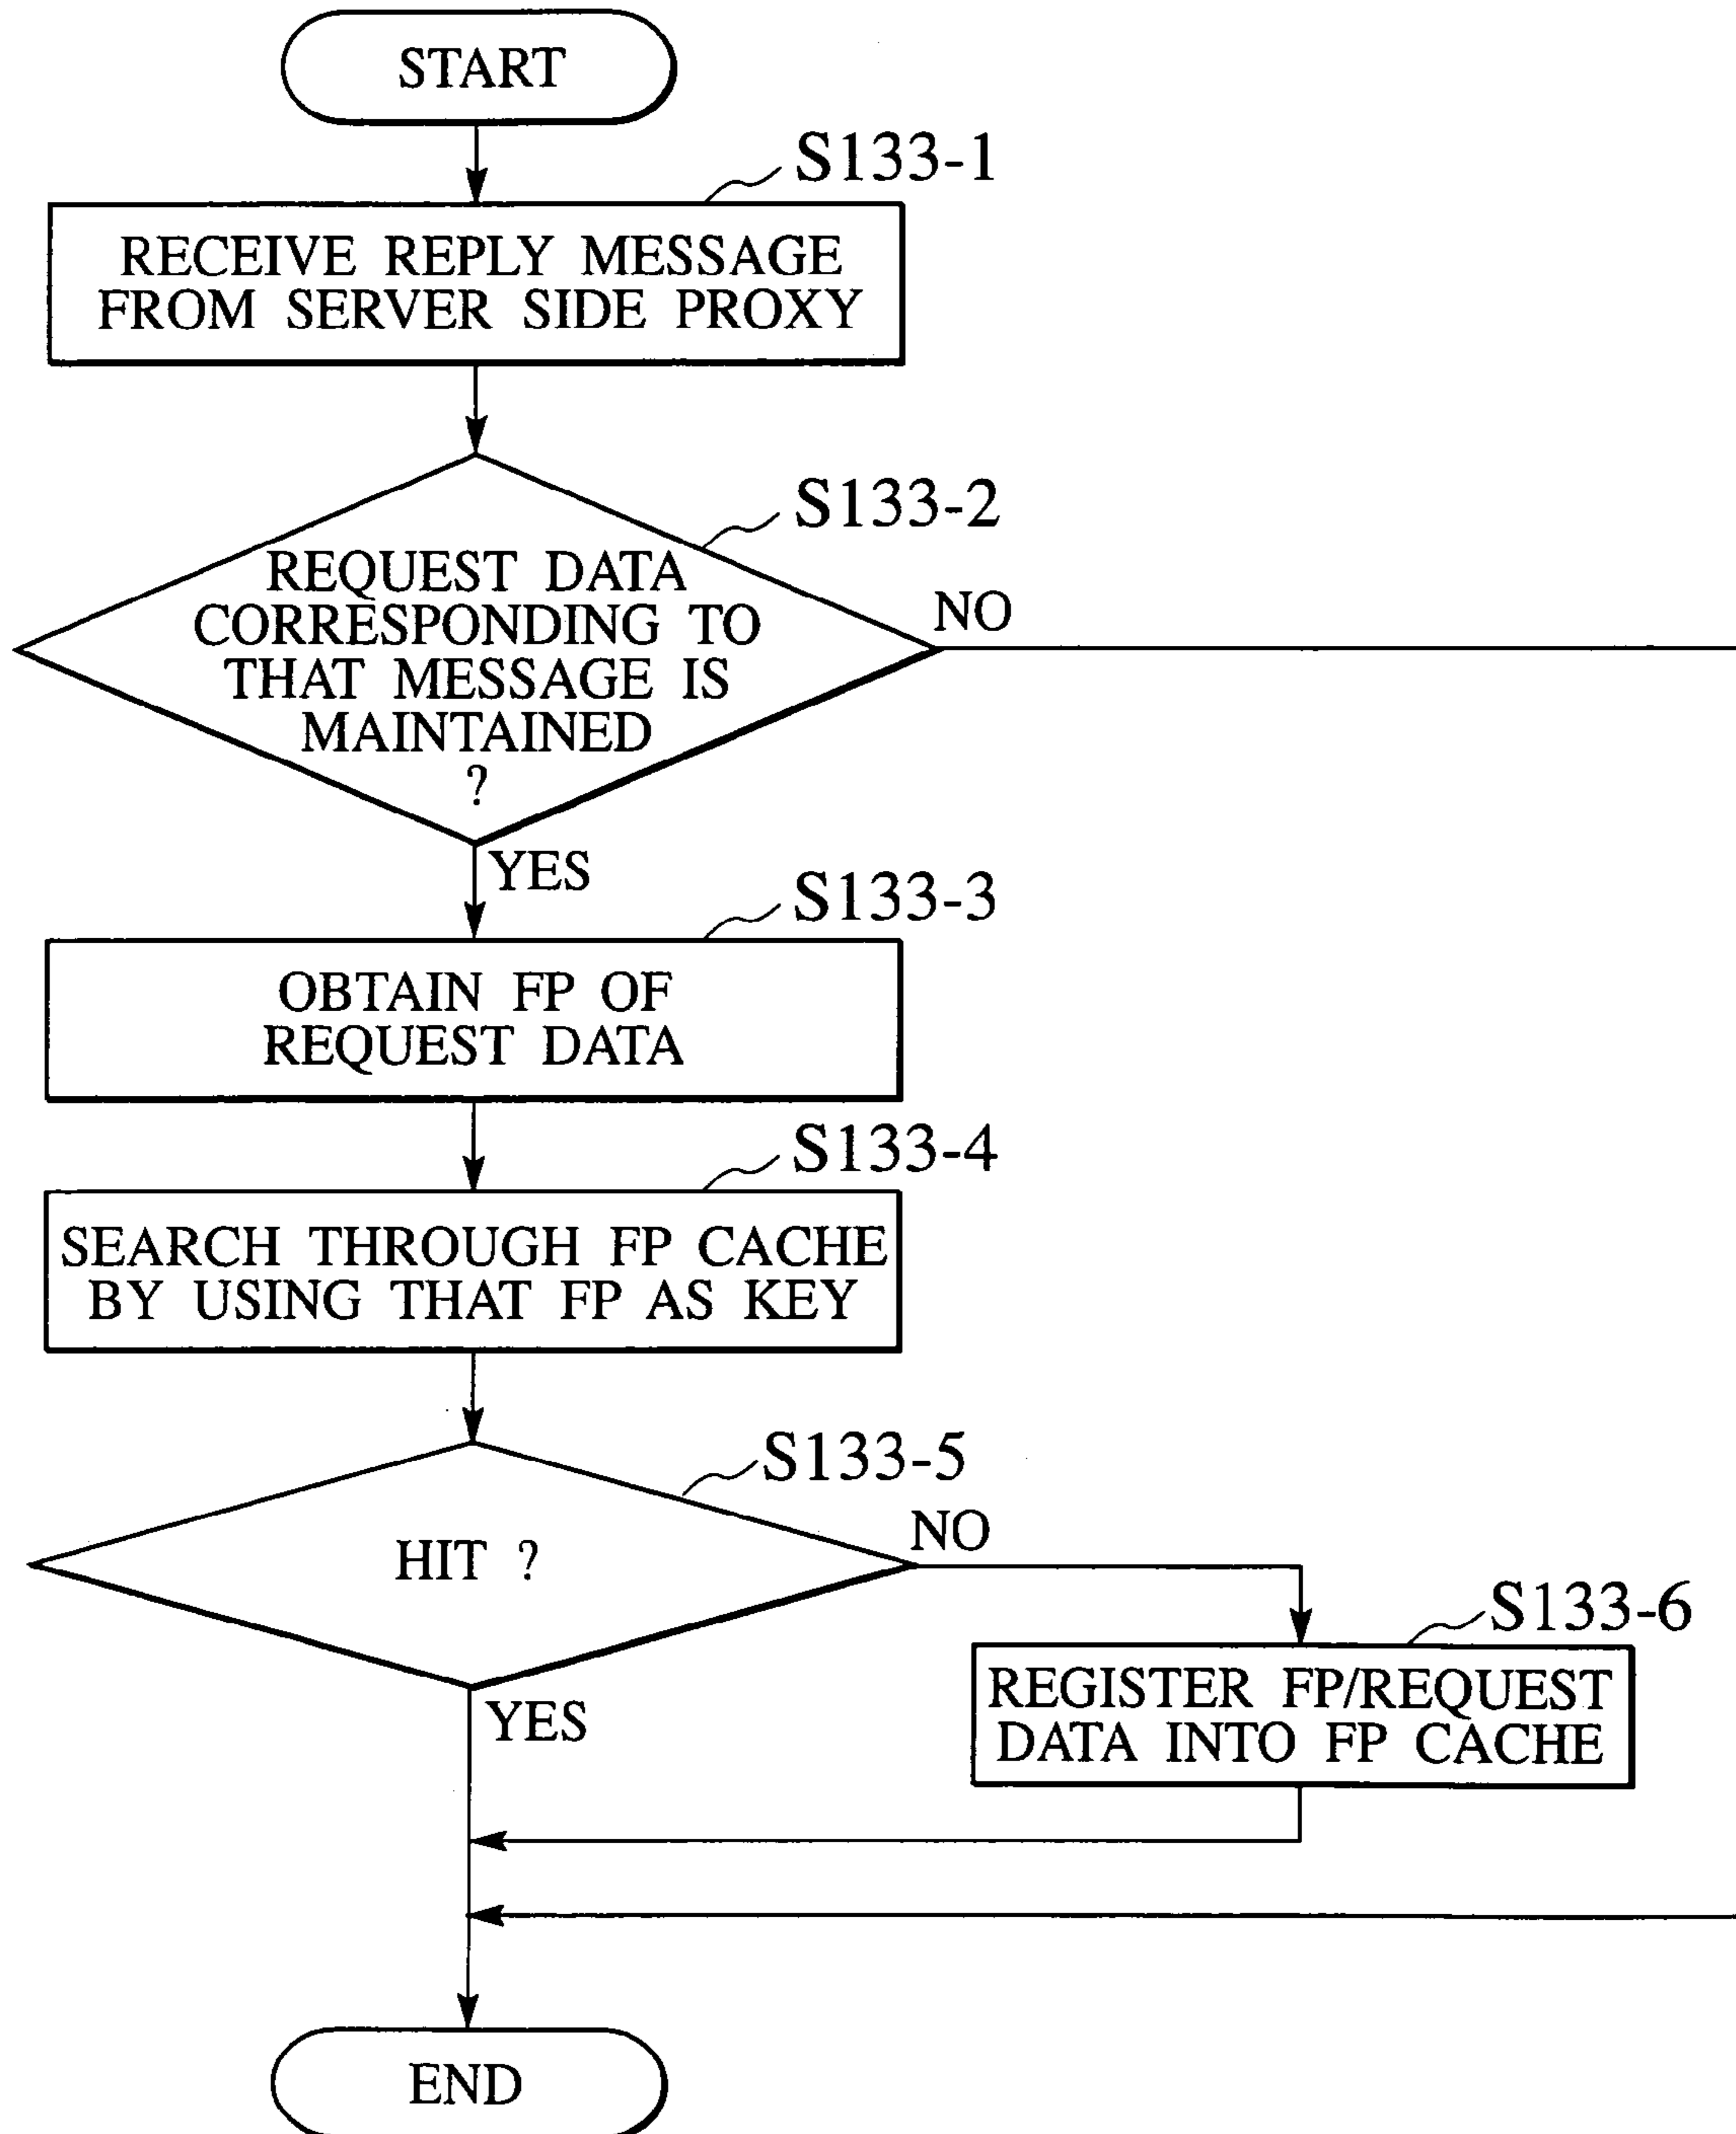 START
S133-1
RECEIVE REPLY MESSAGE
FROM SERVER SIDE PROXY
S133-2
REQUEST DATA
CORRESPONDING TO
THAT MESSAGE IS
MAINTAINED
?
NO
YES
S133-3
OBTAIN FP OF
REQUEST DATA
S133-4
SEARCH THROUGH FP CACHE
BY USING THAT FP AS KEY
S133-5
HIT ?
NO
S133-6
REGISTER FP/REQUEST
DATA INTO FP CACHE
YES
END